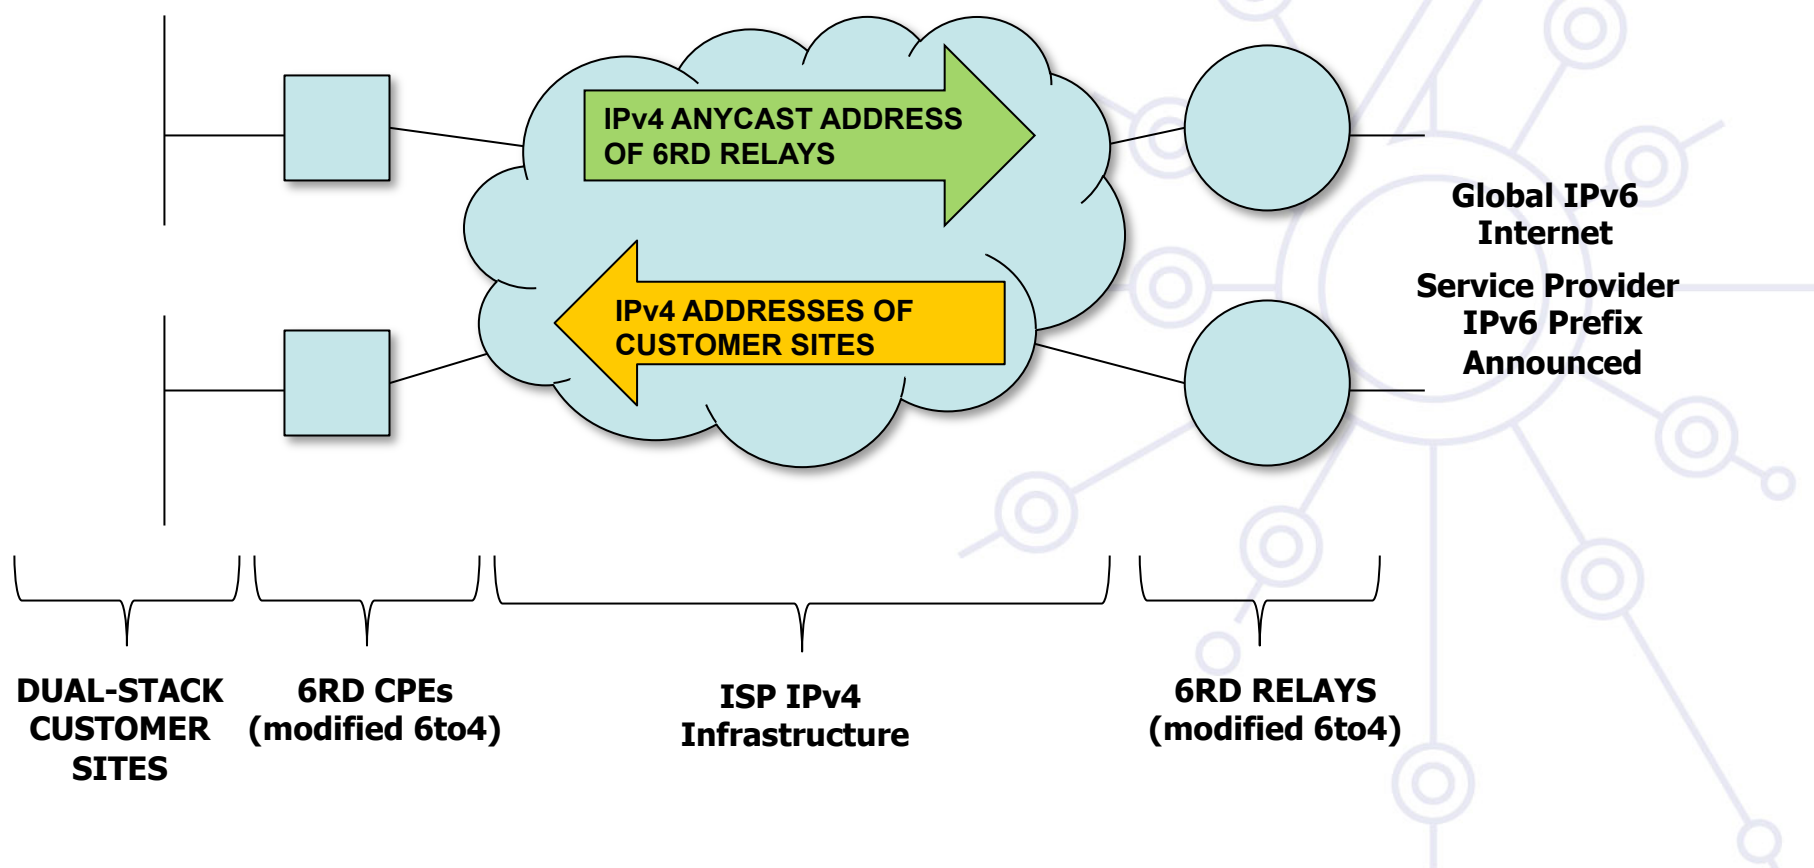 IPv4 ANYCAST ADDRESS
OF 6RD RELAYS
IPv4 ADDRESSES OF
CUSTOMER SITES
Global IPv6
Internet
Service Provider
IPv6 Prefix
Announced
DUAL-STACK
CUSTOMER
SITES
6RD CPEs
(modified 6to4)
ISP IPv4
Infrastructure
6RD RELAYS
(modified 6to4)